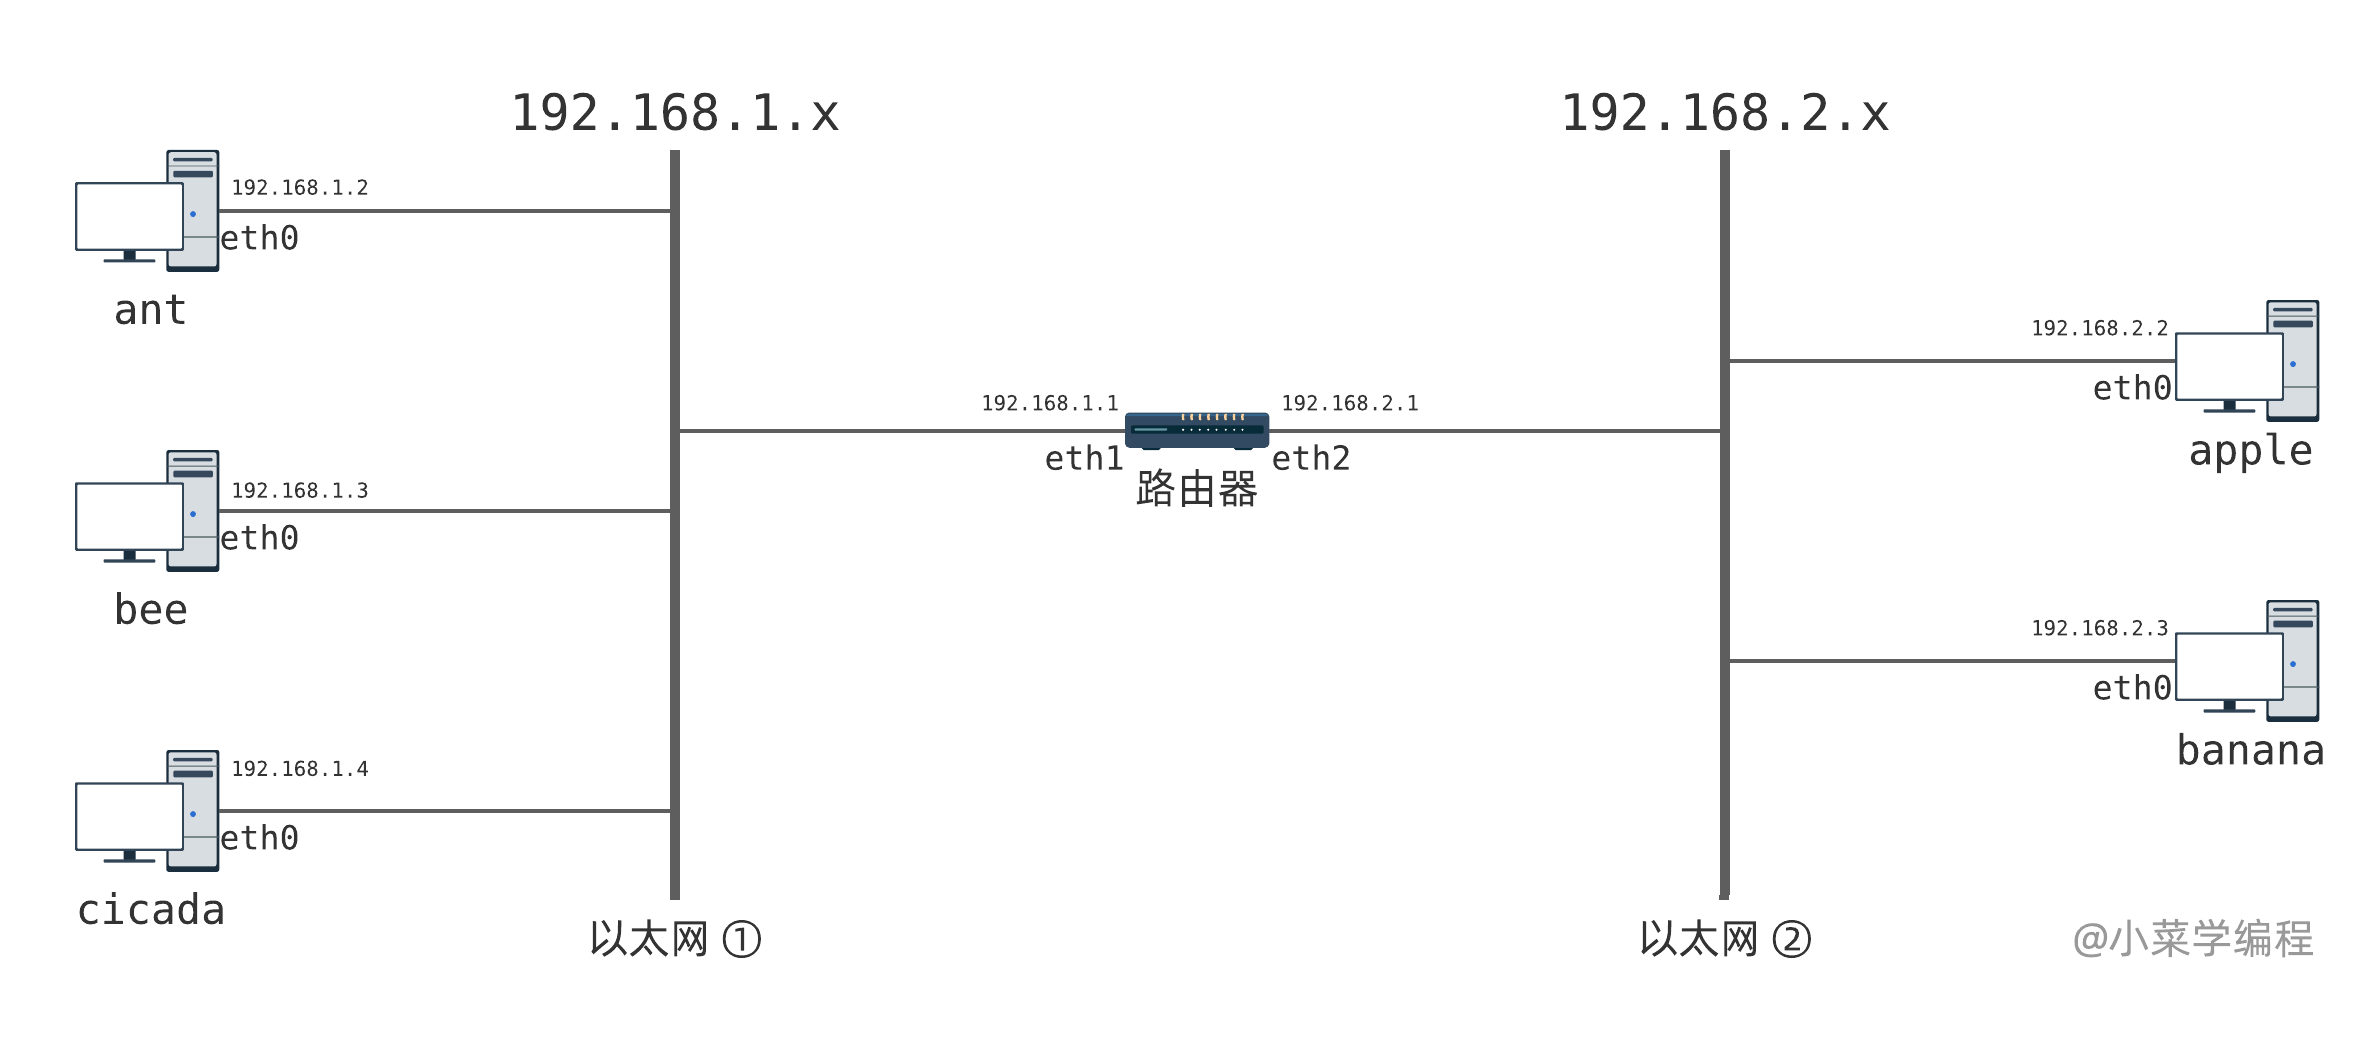 192.168.1.x
192.168.2.x
192.168.1.2
eth0
ant
192.168.1.3
eth0
bee
192.168.1.4
eth0
cicada
以太网 ①
192.168.1.1
eth1
路由器
192.168.2.1
eth2
192.168.2.2
eth0
apple
192.168.2.3
eth0
banana
以太网 ②
@小菜学编程